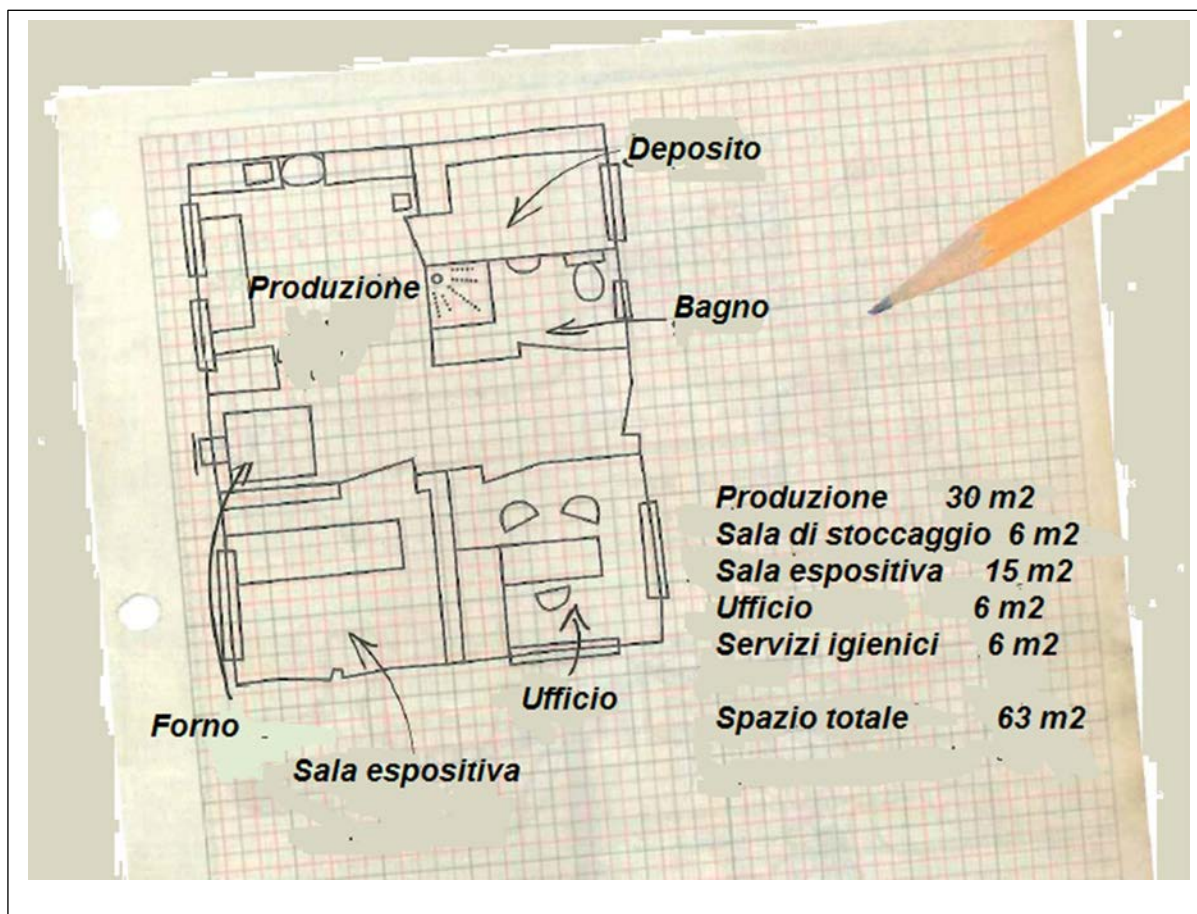 Deposito
Produzione
Bagno
Produzione 30 m2
Sala di stoccaggio 6 m2
Sala espositiva 15 m2
Ufficio 6 m2
Servizi igienici 6 m2
Ufficio
Spazio totale 63 m2
Forno
Sala espositiva